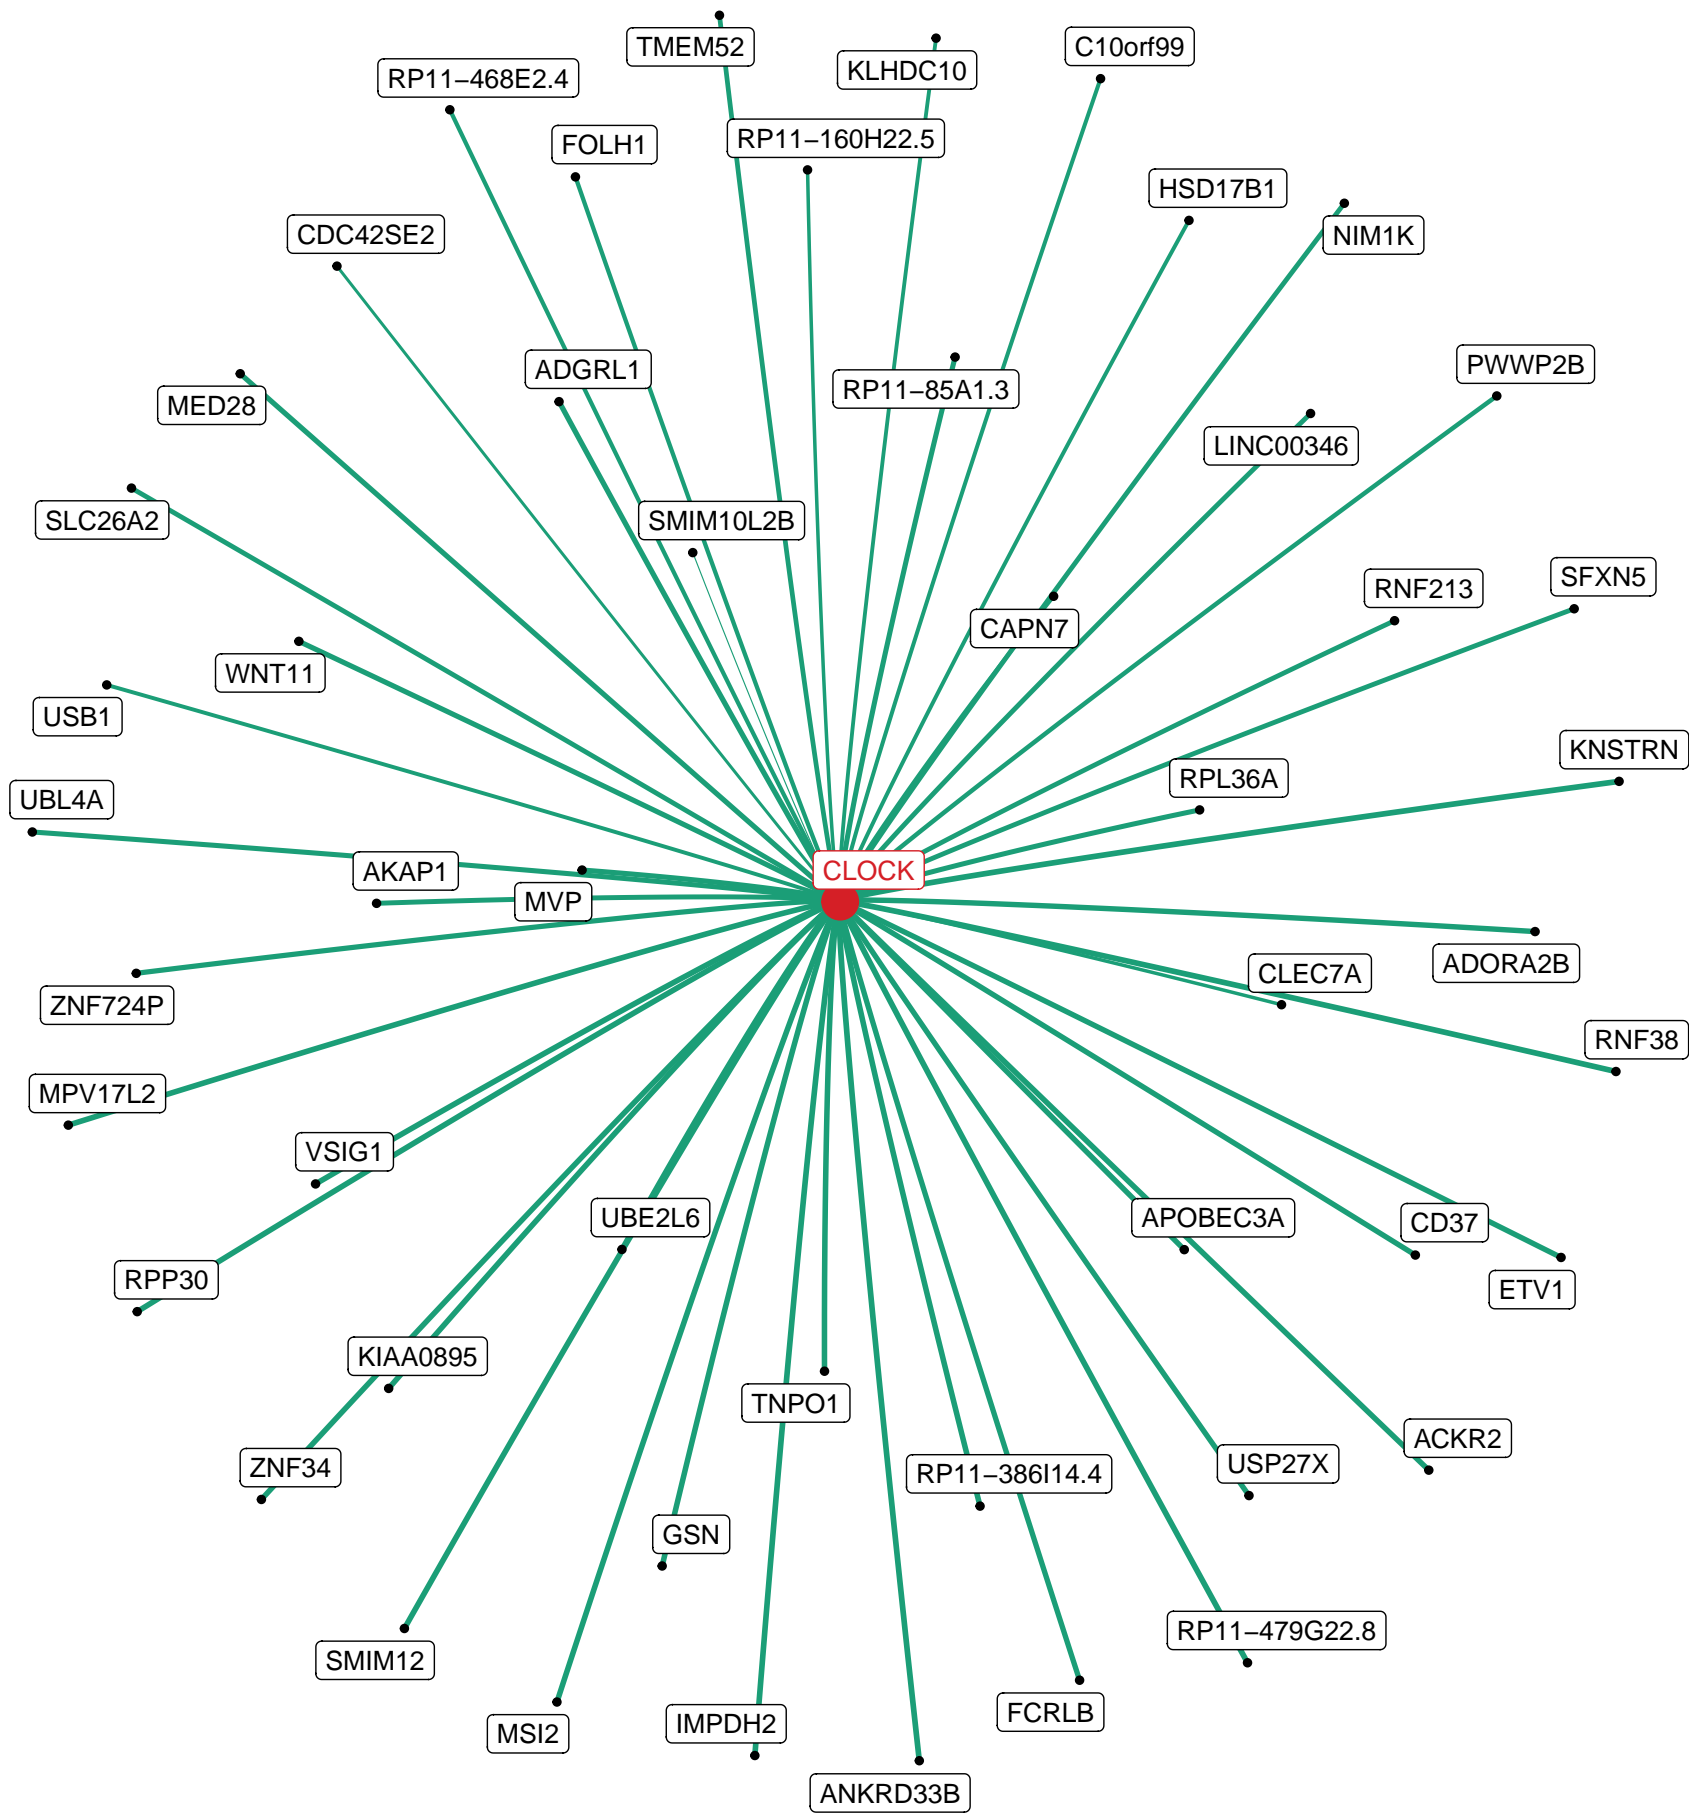 TMEM52
C10orf99
KLHDC10
RP11−468E2.4
RP11−160H22.5
FOLH1
HSD17B1
CDC42SE2
NIM1K
PWWP2B
ADGRL1
RP11−85A1.3
MED28
LINC00346
SLC26A2
SMIM10L2B
SFXN5
RNF213
CAPN7
WNT11
USB1
KNSTRN
RPL36A
UBL4A
CLOCK
AKAP1
MVP
ADORA2B
CLEC7A
ZNF724P
RNF38
MPV17L2
VSIG1
UBE2L6
APOBEC3A
CD37
RPP30
ETV1
KIAA0895
TNPO1
ACKR2
USP27X
ZNF34
RP11−386I14.4
GSN
RP11−479G22.8
SMIM12
FCRLB
IMPDH2
MSI2
ANKRD33B